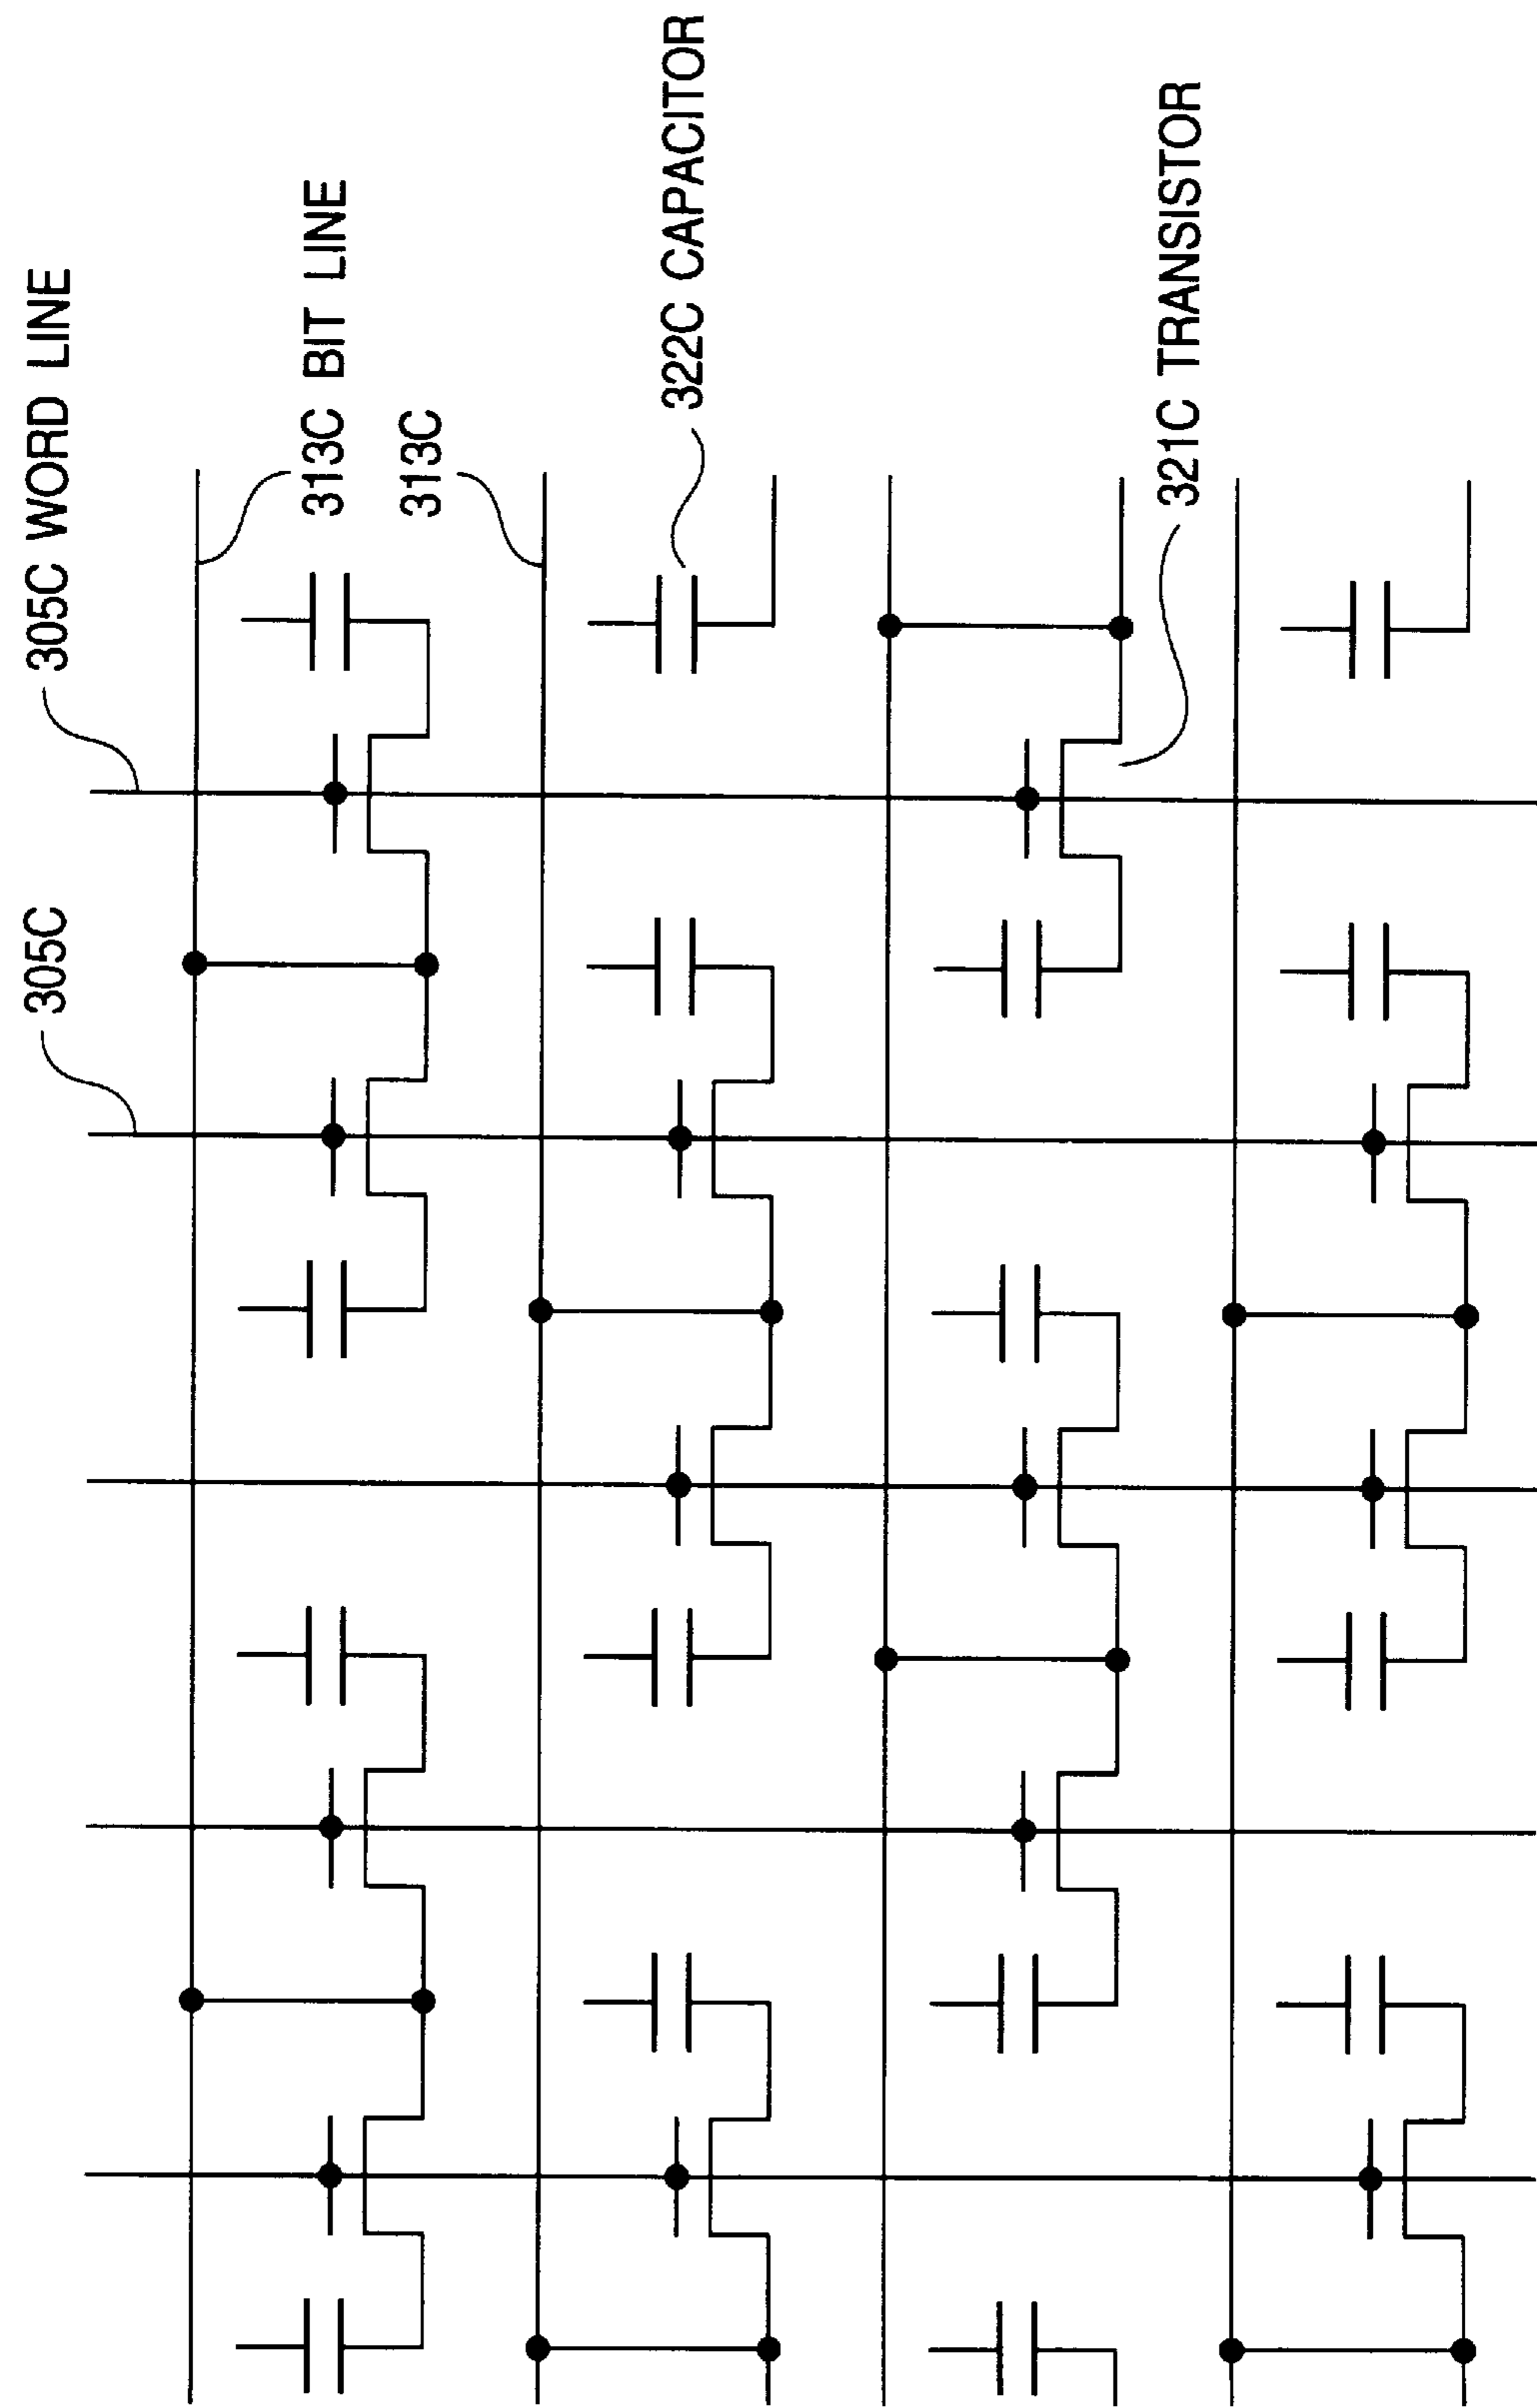 305C WORD LINE
313C BIT LINE
313C
322C CAPACITOR
321C TRANSISTOR
305C